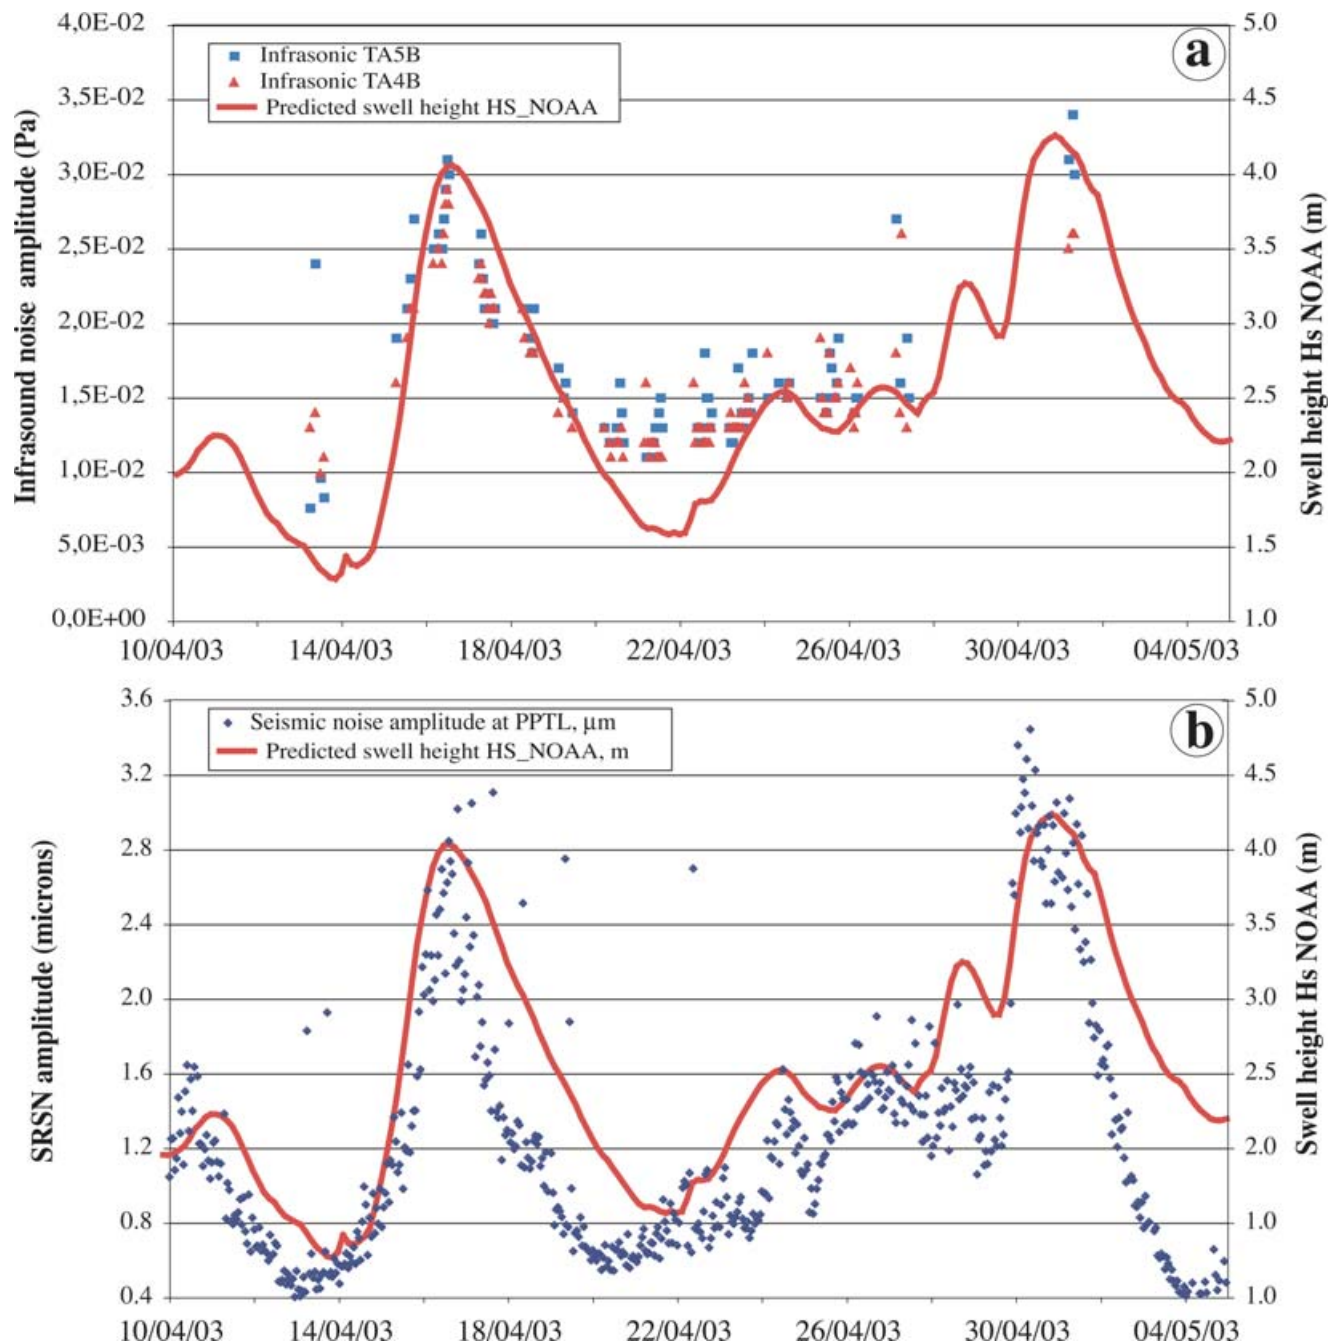 a
Infrasonic TA5B
Infrasonic TA4B
Predicted swell height HS_NOAA
Infrasound noise amplitude (Pa)
4,0E-02
3,5E-02
3,0E-02
2,5E-02
2,0E-02
1,5E-02
1,0E-02
5,0E-03
0,0E+00
5.0
4.5
4.0
3.5
3.0
2.5
2.0
1.5
1.0
Swell height Hs NOAA (m)
10/04/03 14/04/03 18/04/03 22/04/03 26/04/03 30/04/03 04/05/03
b
Seismic noise amplitude at PPTL, µm
Predicted swell height HS_NOAA, m
SRSN amplitude (microns)
3.6
3.2
2.8
2.4
2.0
1.6
1.2
0.8
0.4
5.0
4.5
4.0
3.5
3.0
2.5
2.0
1.0
1.0
Swell height Hs NOAA (m)
10/04/03 14/04/03 18/04/03 22/04/03 26/04/03 30/04/03 04/05/03